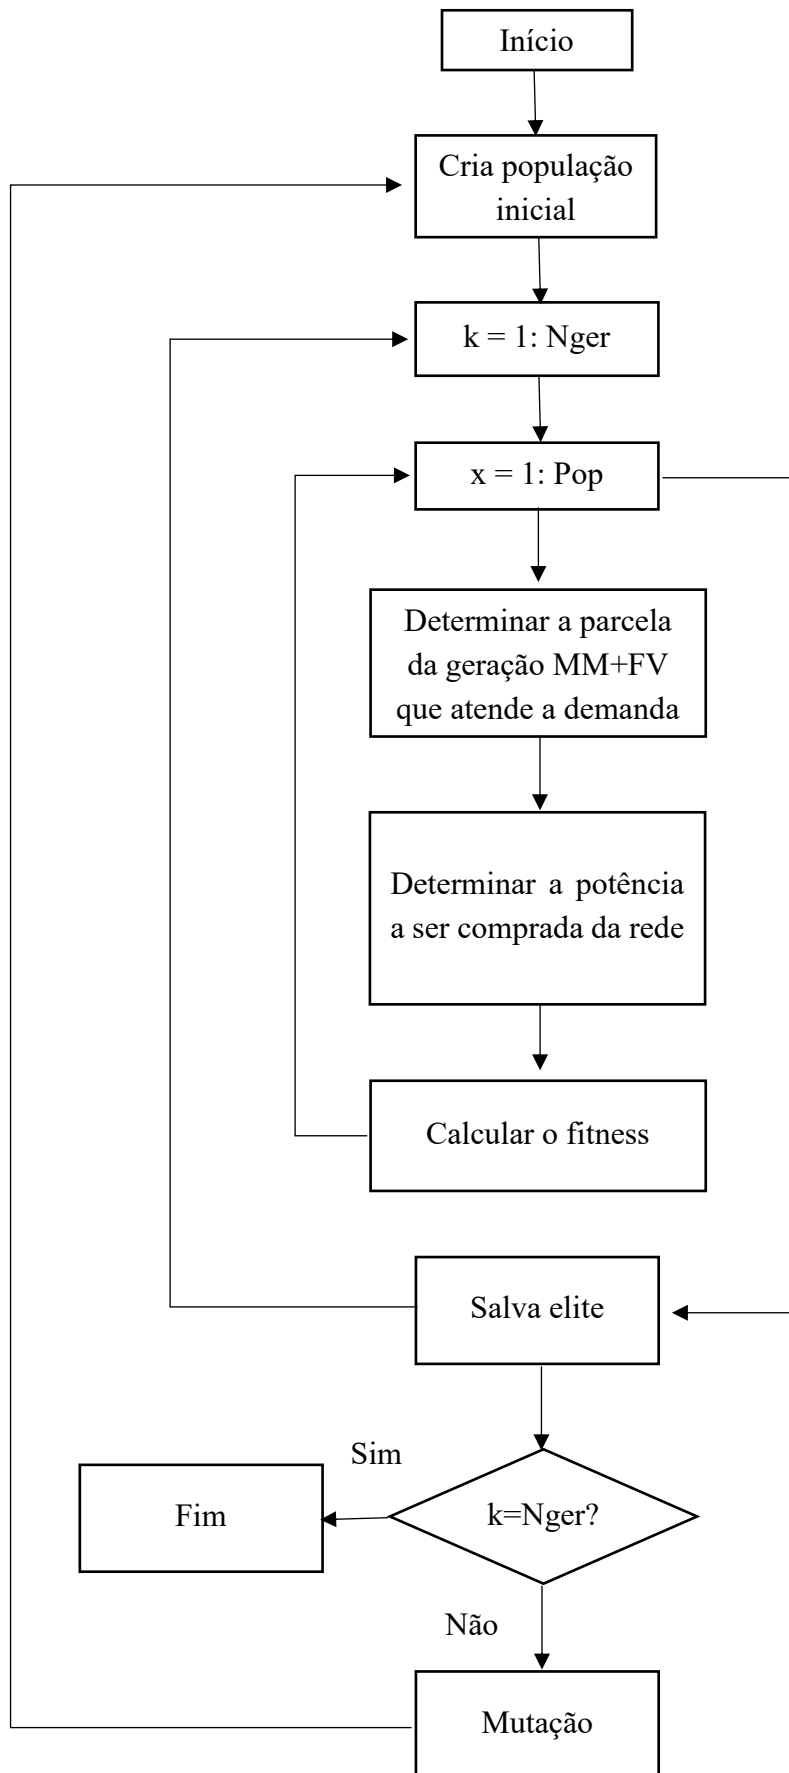 Início
Cria população
inicial
k = 1: Nger
x = 1: Pop
Determinar a parcela
da geração MM+FV
que atende a demanda
Determinar a potência
a ser comprada da rede
Calcular o fitness
Salva elite
Sim
Fim
k=Nger?
Não
Mutação